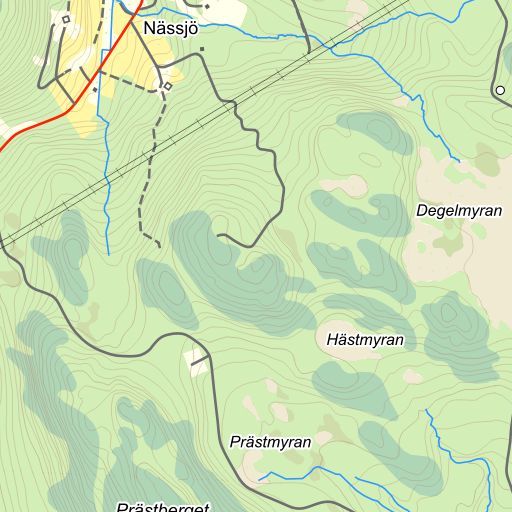 Nässjö
Degelmyran
Hästmyran
Prästmyran
Prästberget